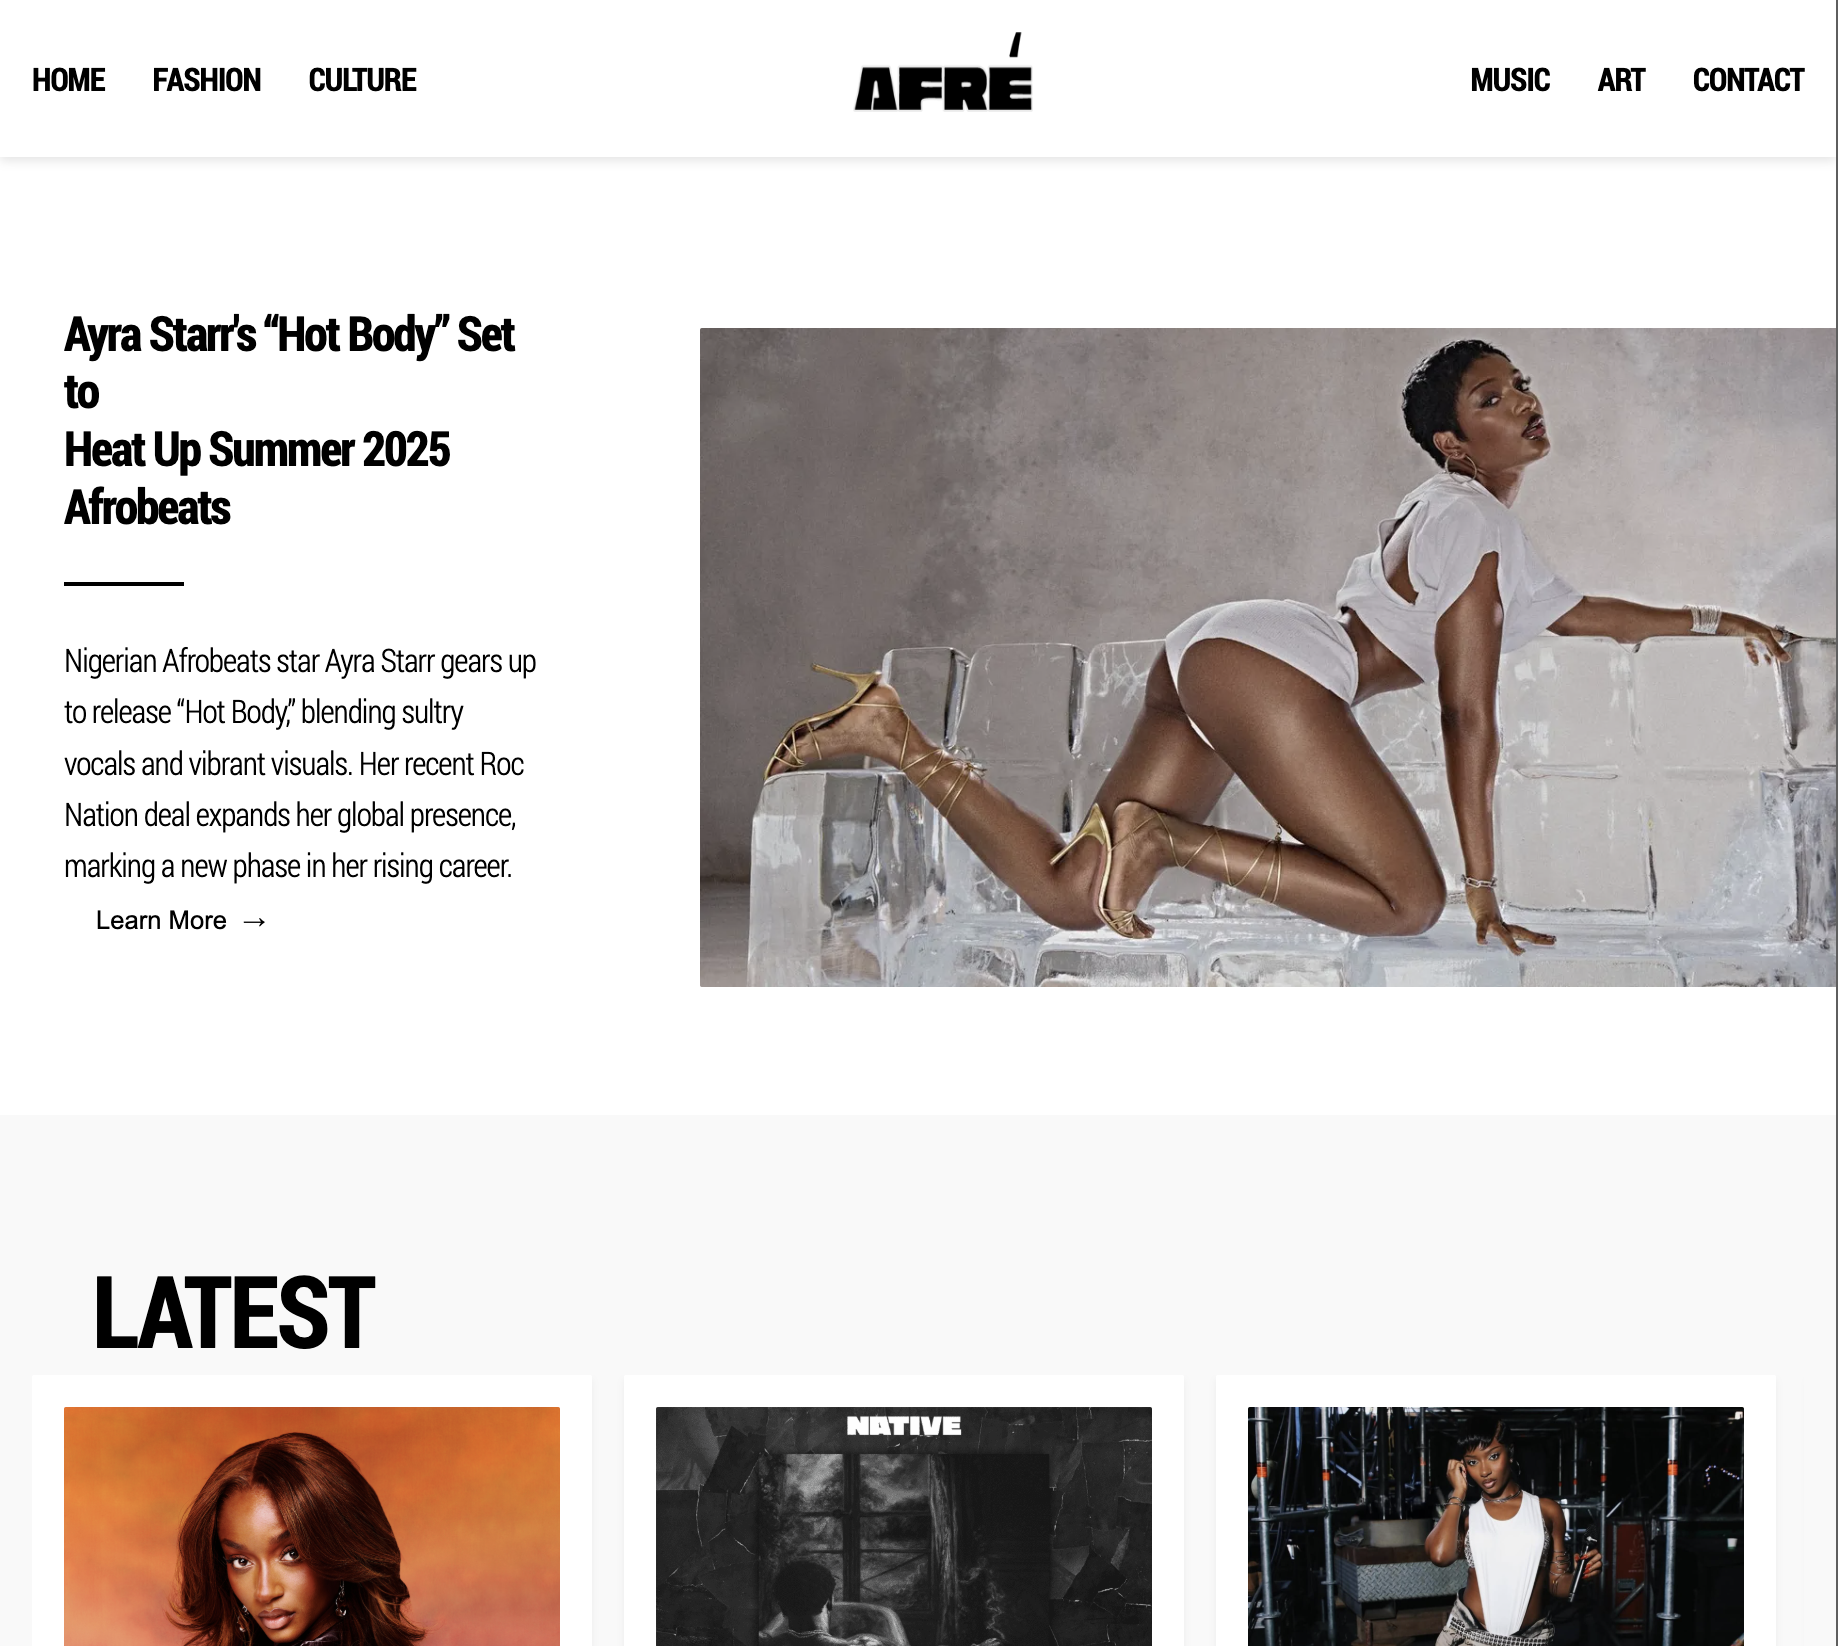 HOME FASHION CULTURE
AFRÉ
MUSIC ART CONTACT
Ayra Starr's “Hot Body” Set
to
Heat Up Summer 2025
Afrobeats
Nigerian Afrobeats star Ayra Starr gears up
to release “Hot Body,” blending sultry
vocals and vibrant visuals. Her recent Roc
Nation deal expands her global presence,
marking a new phase in her rising career.
Learn More →
LATEST
NATIVE